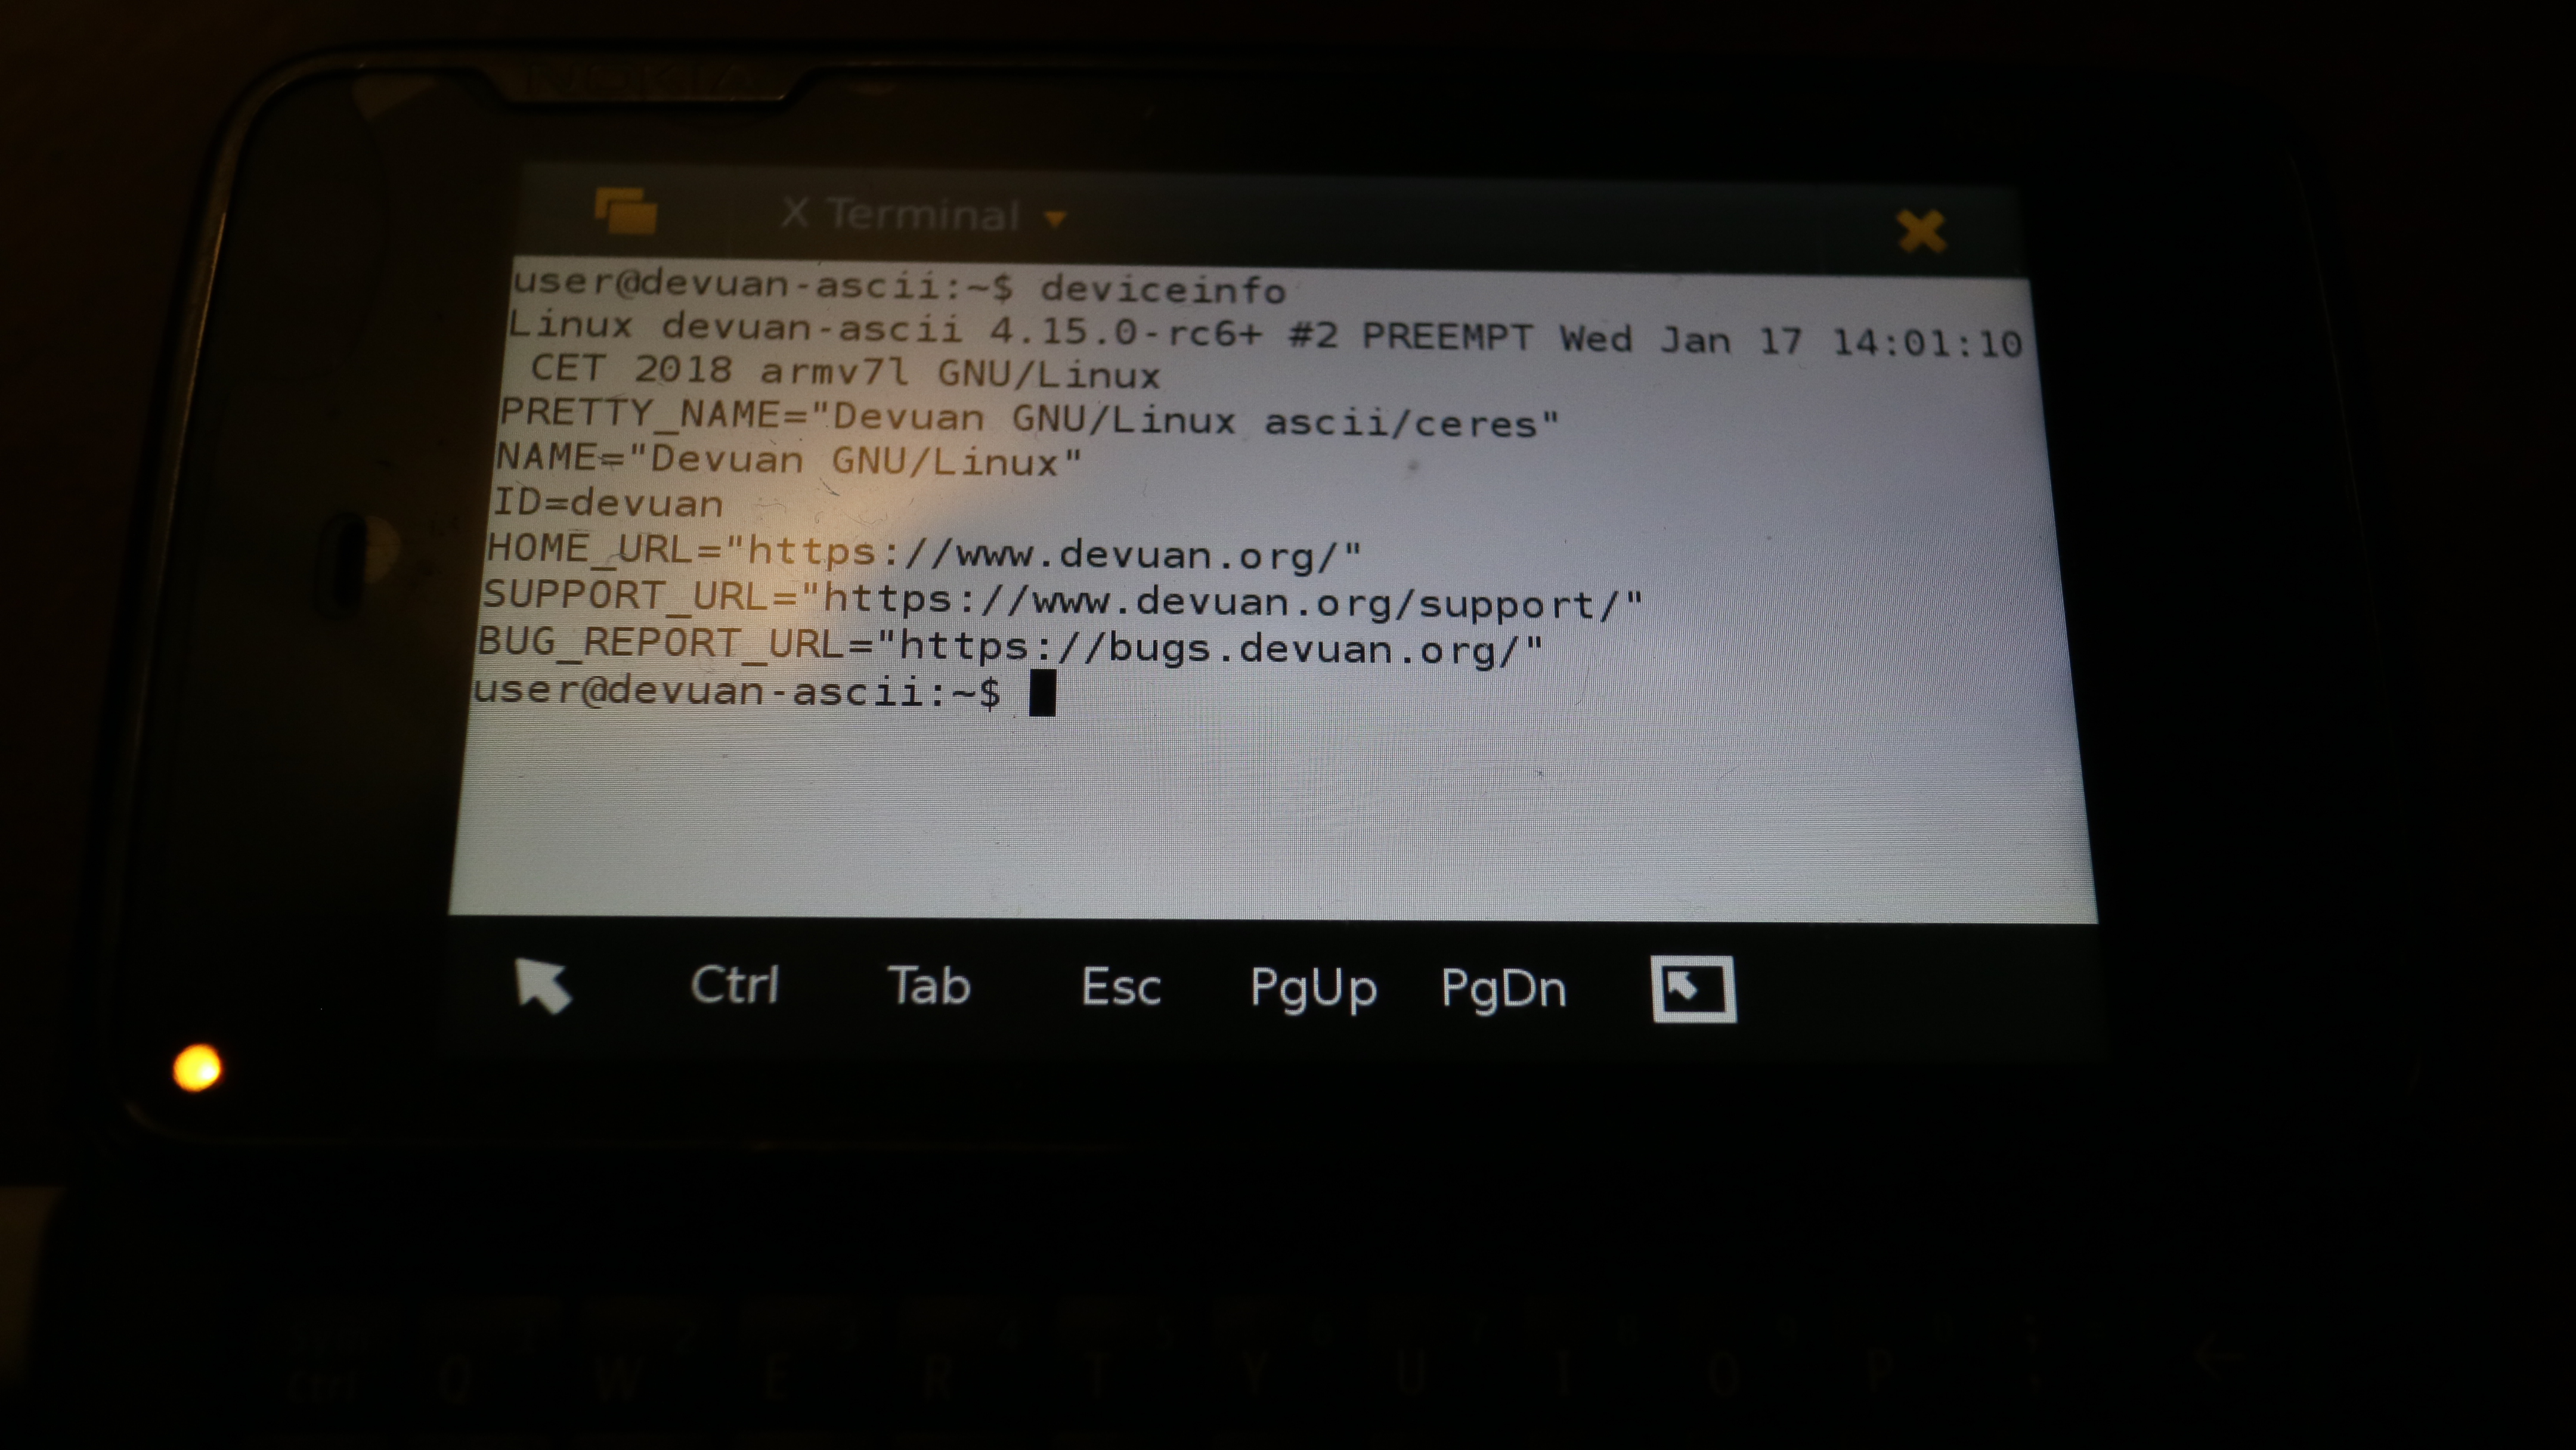 NOKIA
X Terminal
user@devuan-ascii:~$ deviceinfo
Linux devuan-ascii 4.15.0-rc6+ #2 PREEMPT Wed Jan 17 14:01:10
CET 2018 armv7l GNU/Linux
PRETTY_NAME="Devuan GNU/Linux ascii/ceres"
NAME="Devuan GNU/Linux"
ID=devuan
HOME_URL="https://www.devuan.org/"
SUPPORT_URL="https://www.devuan.org/support/"
BUG_REPORT_URL="https://bugs.devuan.org/"
user@devuan-ascii:~$
Ctrl Tab Esc PgUp PgDn
Ctrl Q W E R T Y U I O P